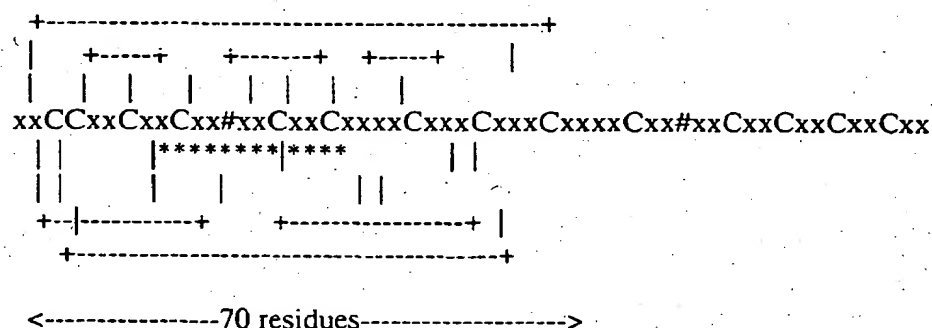 +-------------------------------------------+
| +------+ +-------+ +-----+ |
| | | | | | | |
xxCCxxCxxCxx#xxCxxCxxxxCxxxCxxxCxxxxCxx#xxCxxCxxCxxCxx
| | |********|**** | |
| | | | | |
+--|----------+ +----------------+ |
+-------------------------------------+
<-----------------70 residues------------------>